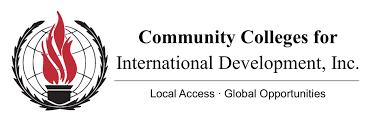 Community Colleges for
International Development, Inc.
Local Access · Global Opportunities